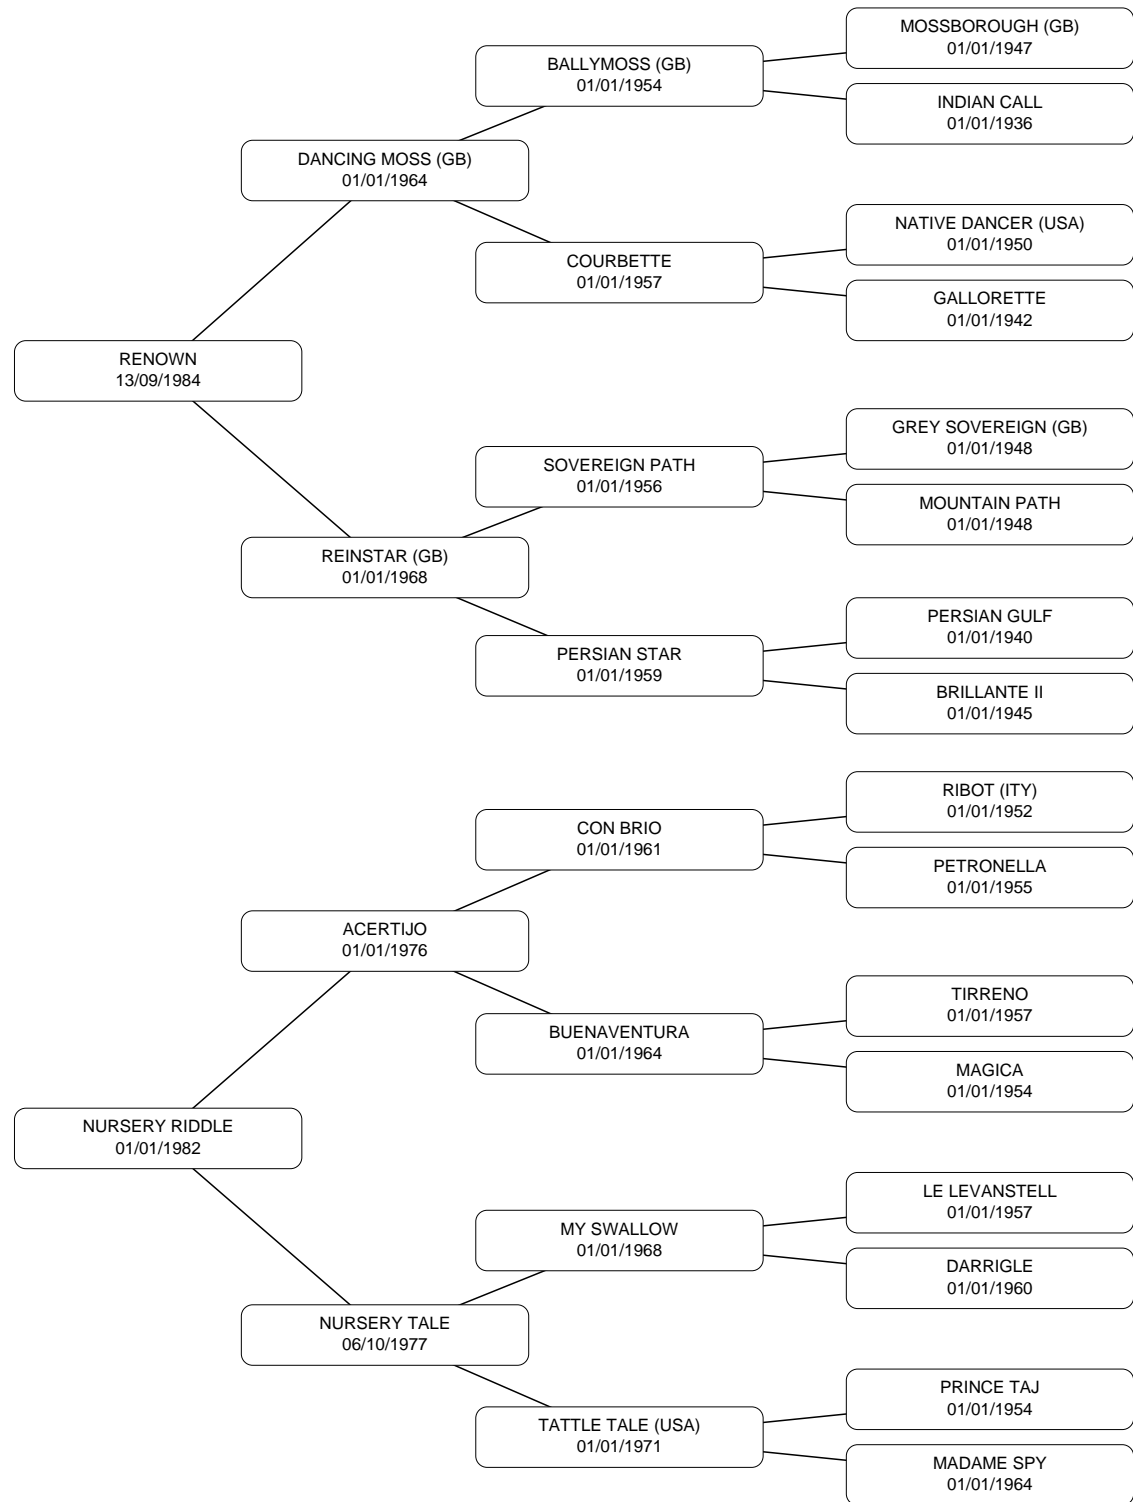 MOSSBOROUGH (GB)
01/01/1947
BALLYMOSS (GB)
01/01/1954
INDIAN CALL
01/01/1936
DANCING MOSS (GB)
01/01/1964
NATIVE DANCER (USA)
01/01/1950
COURBETTE
01/01/1957
GALLORETTE
01/01/1942
RENOWN
13/09/1984
GREY SOVEREIGN (GB)
01/01/1948
SOVEREIGN PATH
01/01/1956
MOUNTAIN PATH
01/01/1948
REINSTAR (GB)
01/01/1968
PERSIAN GULF
01/01/1940
PERSIAN STAR
01/01/1959
BRILLANTE II
01/01/1945
RIBOT (ITY)
01/01/1952
CON BRIO
01/01/1961
PETRONELLA
01/01/1955
ACERTIJO
01/01/1976
TIRRENO
01/01/1957
BUENAVENTURA
01/01/1964
MAGICA
01/01/1954
NURSERY RIDDLE
01/01/1982
LE LEVANSTELL
01/01/1957
MY SWALLOW
01/01/1968
DARRIGLE
01/01/1960
NURSERY TALE
06/10/1977
PRINCE TAJ
01/01/1954
TATTLE TALE (USA)
01/01/1971
MADAME SPY
01/01/1964